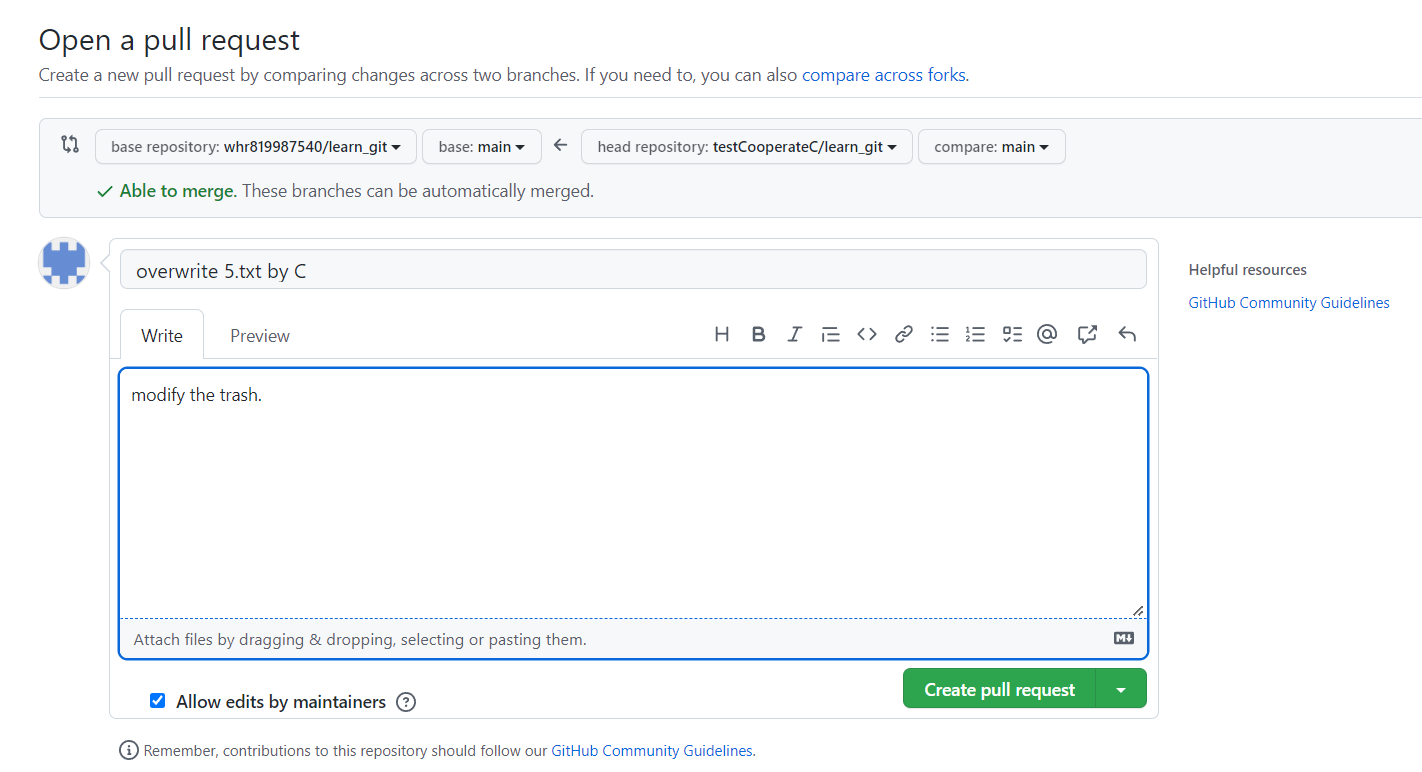 Open a pull request
Create a new pull request by comparing changes across two branches. If you need to, you can also compare across forks.
base repository: whr819987540/learn_git base: main head repository: testCooperateC/learn_git compare: main
Able to merge. These branches can be automatically merged.
overwrite 5.txt by C
Helpful resources
GitHub Community Guidelines
Write Preview
modify the trash.
Attach files by dragging & dropping, selecting or pasting them.
Allow edits by maintainers
Create pull request
Remember, contributions to this repository should follow our GitHub Community Guidelines.